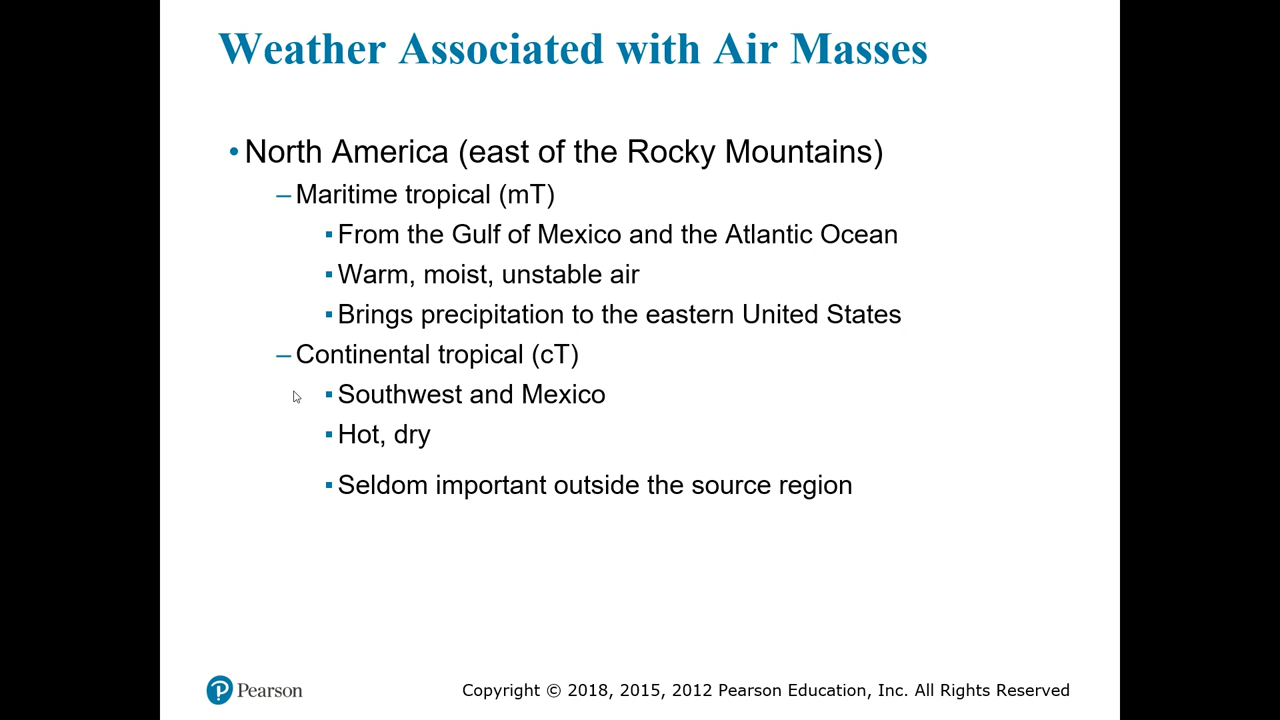 Weather Associated with Air Masses
• North America (east of the Rocky Mountains)
– Maritime tropical (mT)
▪ From the Gulf of Mexico and the Atlantic Ocean
▪ Warm, moist, unstable air
▪ Brings precipitation to the eastern United States
– Continental tropical (cT)
▪ Southwest and Mexico
▪ Hot, dry
▪ Seldom important outside the source region
P Pearson
Copyright © 2018, 2015, 2012 Pearson Education, Inc. All Rights Reserved